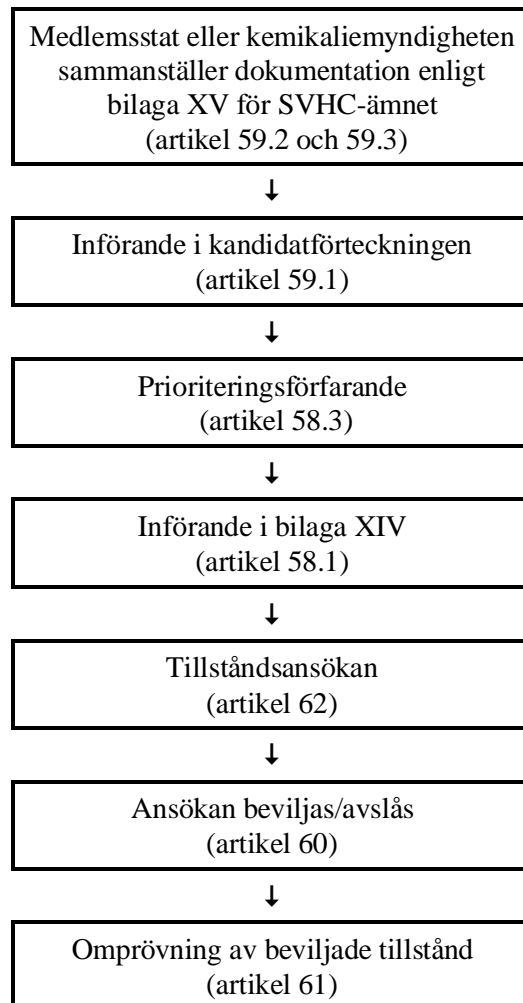 Medlemsstat eller kemikaliemyndigheten
sammanställer dokumentation enligt
bilaga XV för SVHC-ämnet
(artikel 59.2 och 59.3)
↓
Införande i kandidatförteckningen
(artikel 59.1)
↓
Prioriteringsförfarande
(artikel 58.3)
↓
Införande i bilaga XIV
(artikel 58.1)
↓
Tillståndsansökan
(artikel 62)
↓
Ansökan beviljas/avslås
(artikel 60)
↓
Omprövning av beviljade tillstånd
(artikel 61)